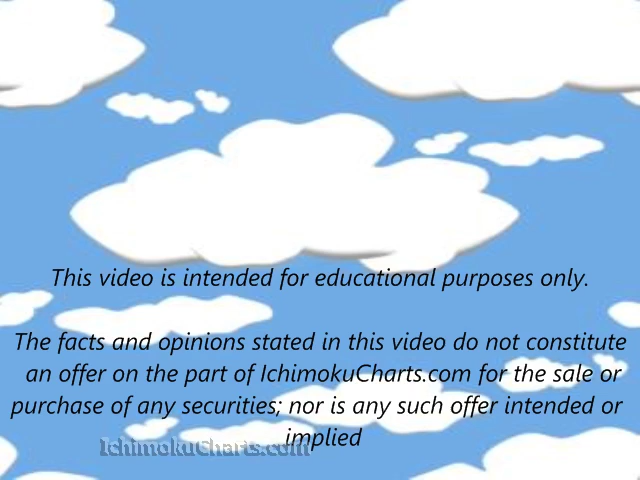 This video is intended for educational purposes only.
The facts and opinions stated in this video do not constitute
an offer on the part of IchimokuCharts.com for the sale or
purchase of any securities; nor is any such offer intended or
implied
IchimokuCharts.com